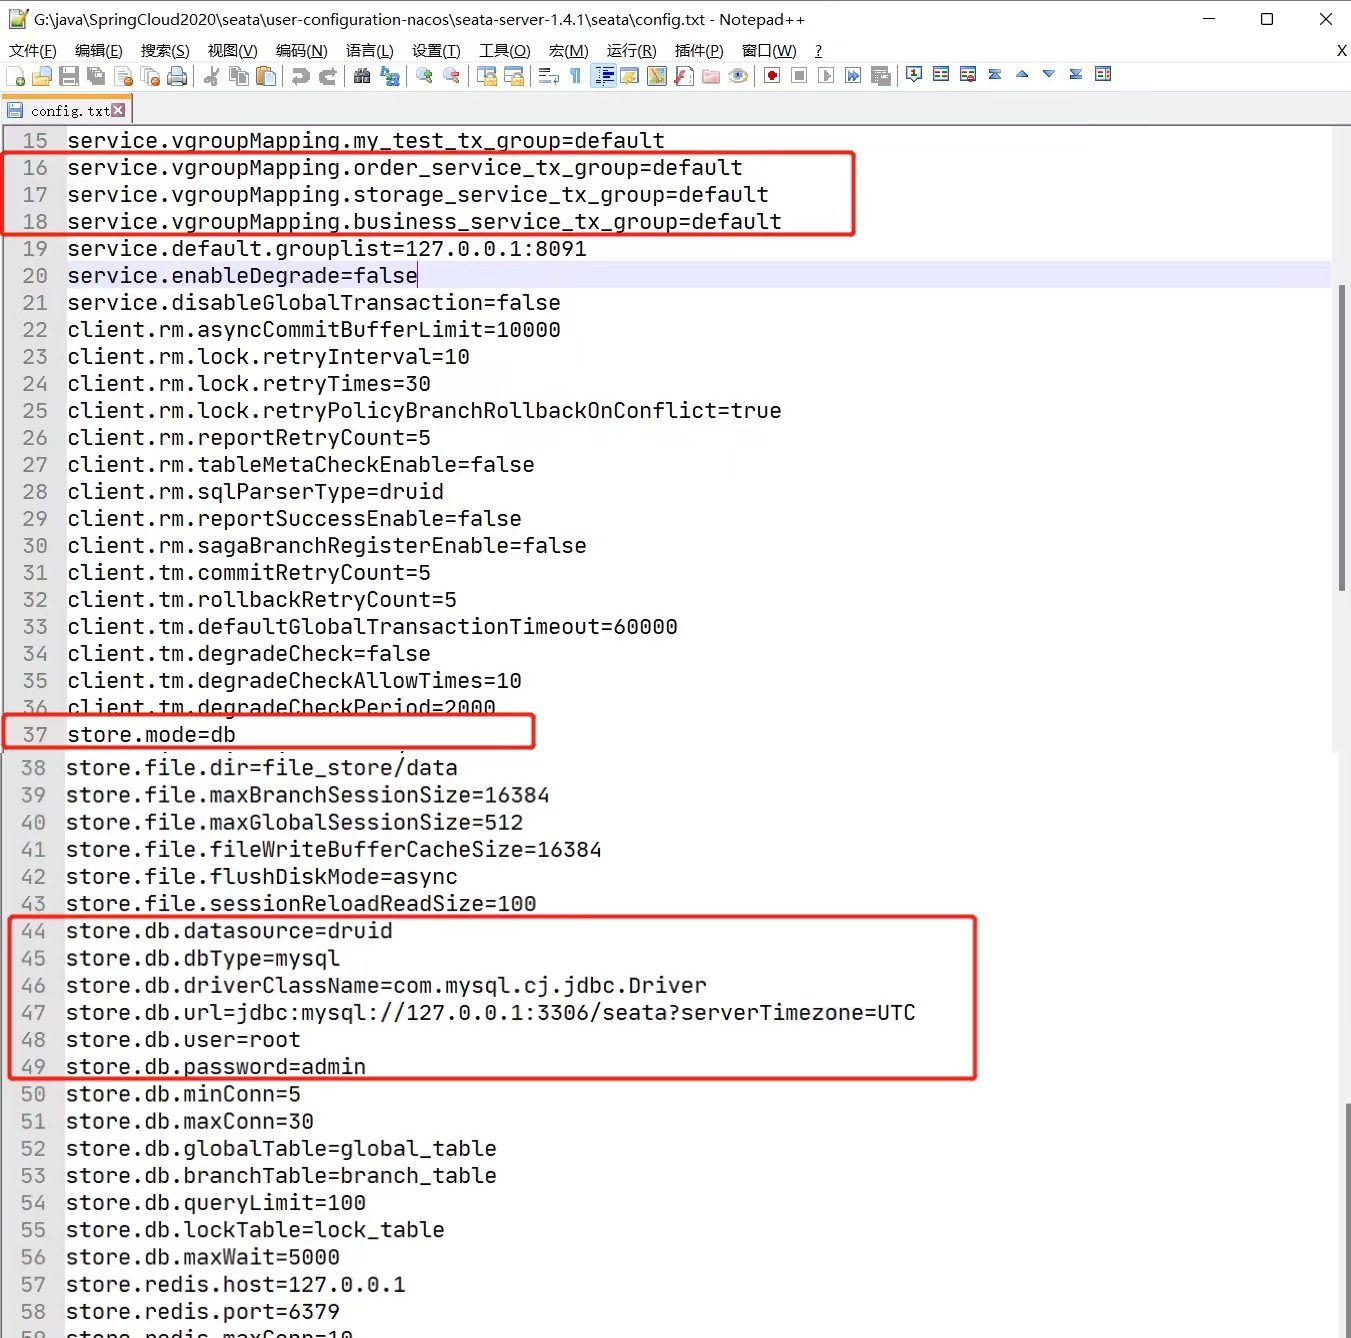 G:\java\SpringCloud2020\seata\user-configuration-nacos\seata-server-1.4.1\seata\config.txt - Notepad++
文件(F) 编辑(E) 搜索(S) 视图(V) 编码(N) 语言(L) 设置(T) 工具(O) 宏(M) 运行(R) 插件(P) 窗口(W) ? X
config.txt
15 service.vgroupMapping.my_test_tx_group=default
16 service.vgroupMapping.order_service_tx_group=default
17 service.vgroupMapping.storage_service_tx_group=default
18 service.vgroupMapping.business_service_tx_group=default
19 service.default.grouplist=127.0.0.1:8091
20 service.enableDegrade=false
21 service.disableGlobalTransaction=false
22 client.rm.asyncCommitBufferLimit=10000
23 client.rm.lock.retryInterval=10
24 client.rm.lock.retryTimes=30
25 client.rm.lock.retryPolicyBranchRollbackOnConflict=true
26 client.rm.reportRetryCount=5
27 client.rm.tableMetaCheckEnable=false
28 client.rm.sqlParserType=druid
29 client.rm.reportSuccessEnable=false
30 client.rm.sagaBranchRegisterEnable=false
31 client.tm.commitRetryCount=5
32 client.tm.rollbackRetryCount=5
33 client.tm.defaultGlobalTransactionTimeout=60000
34 client.tm.degradeCheck=false
35 client.tm.degradeCheckAllowTimes=10
36 client.tm.degradeCheckPeriod=2000
37 store.mode=db
38 store.file.dir=file_store/data
39 store.file.maxBranchSessionSize=16384
40 store.file.maxGlobalSessionSize=512
41 store.file.fileWriteBufferCacheSize=16384
42 store.file.flushDiskMode=async
43 store.file.sessionReloadReadSize=100
44 store.db.datasource=druid
45 store.db.dbType=mysql
46 store.db.driverClassName=com.mysql.cj.jdbc.Driver
47 store.db.url=jdbc:mysql://127.0.0.1:3306/seata?serverTimezone=UTC
48 store.db.user=root
49 store.db.password=admin
50 store.db.minConn=5
51 store.db.maxConn=30
52 store.db.globalTable=global_table
53 store.db.branchTable=branch_table
54 store.db.queryLimit=100
55 store.db.lockTable=lock_table
56 store.db.maxWait=5000
57 store.redis.host=127.0.0.1
58 store.redis.port=6379
59 store.redis.maxConn=10